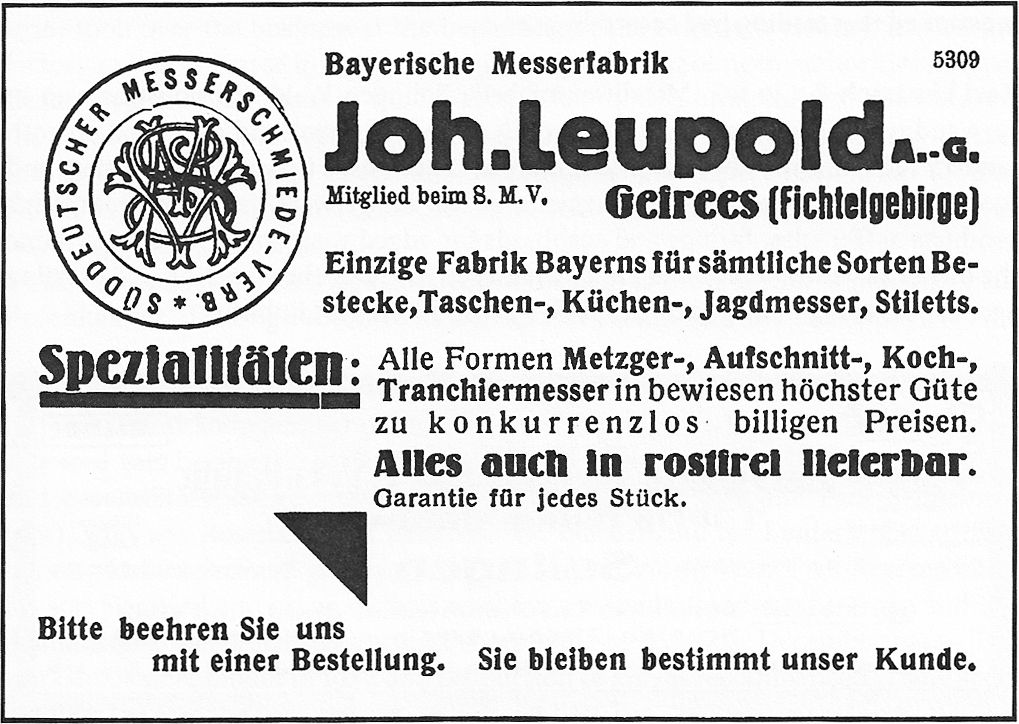 Bayerische Messerfabrik
5309
Joh. Leupold A.-G.
Mitglied beim S. M. V.
Gefrees (Fichtelgebirge)
SÜDDEUTSCHER MESSERSCHMIEDE-VERB. *
Einzige Fabrik Bayerns für sämtliche Sorten Be-
stecke, Taschen-, Küchen-, Jagdmesser, Stiletts.
Spezialitäten:
Alle Formen Metzger-, Aufschnitt-, Koch-,
Tranchiermesser in bewiesen höchster Güte
zu konkurrenzlos billigen Preisen.
Alles auch in rostfrei lieferbar.
Garantie für jedes Stück.
Bitte beehren Sie uns
mit einer Bestellung. Sie bleiben bestimmt unser Kunde.